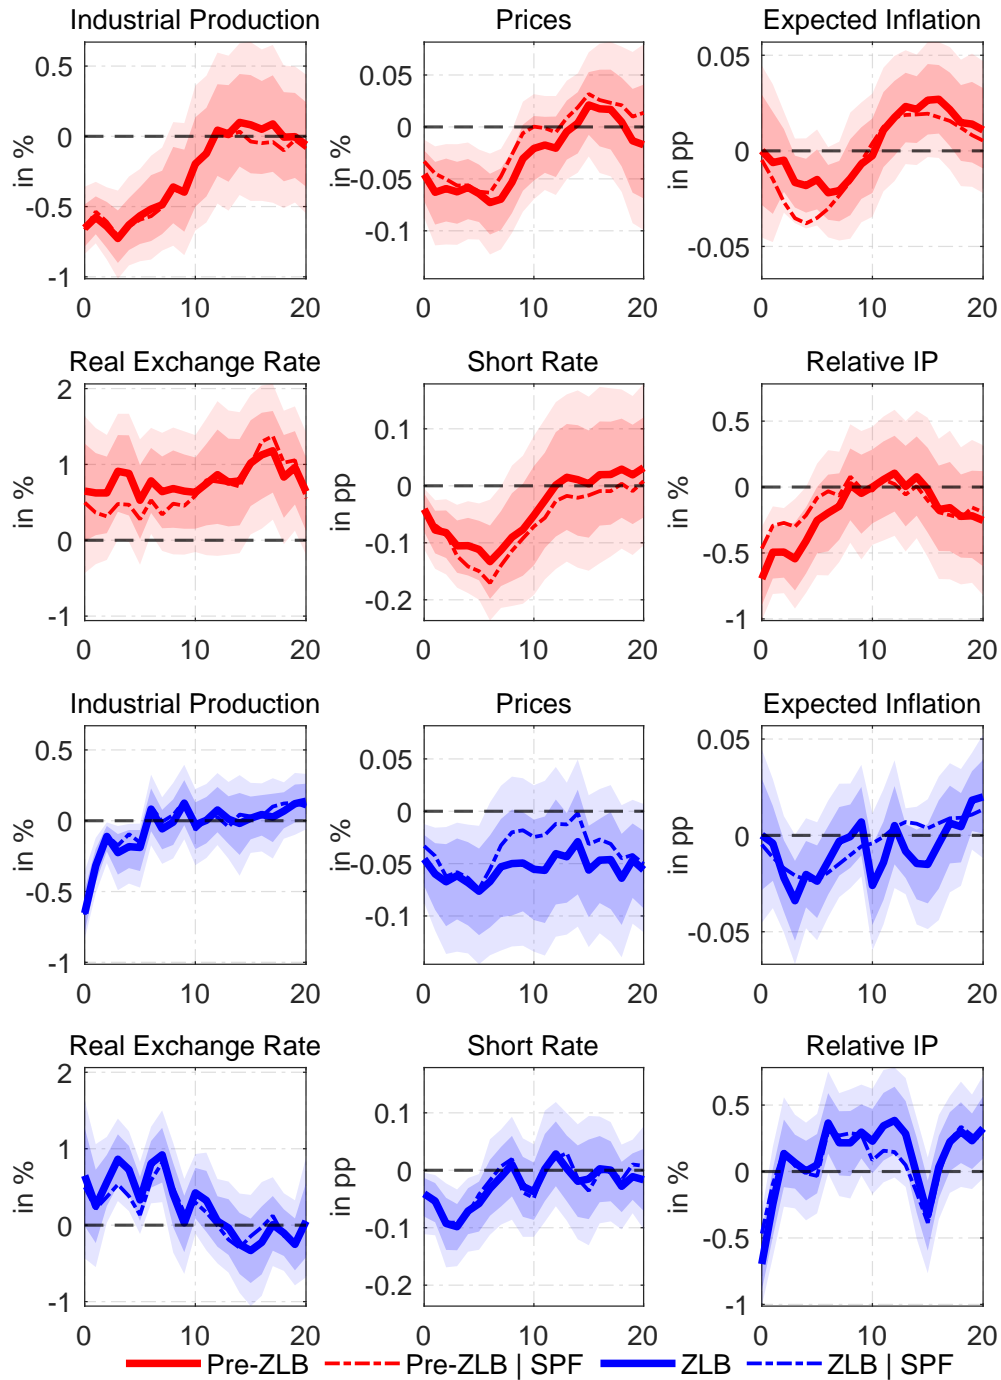 Industrial Production Prices Expected Inflation
in % 0.5 0 -0.5 -1 0 10 20
in % 0.05 0 -0.05 -0.1 0 10 20
in pp 0.05 0 -0.05 0 10 20
Real Exchange Rate Short Rate Relative IP
in % 2 1 0 -1 0 10 20
in pp 0.1 0 -0.1 -0.2 0 10 20
in % 0.5 0 -0.5 -1 0 10 20
Industrial Production Prices Expected Inflation
in % 0.5 0 -0.5 -1 0 10 20
in % 0.05 0 -0.05 -0.1 0 10 20
in pp 0.05 0 -0.05 0 10 20
Real Exchange Rate Short Rate Relative IP
in % 2 1 0 -1 0 10 20
in pp 0.1 0 -0.1 -0.2 0 10 20
in % 0.5 0 -0.5 -1 0 10 20
Pre-ZLB Pre-ZLB | SPF ZLB ZLB | SPF